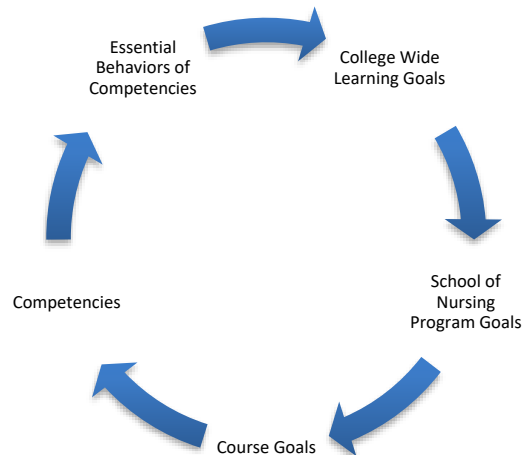 Essential
Behaviors of
Competencies
College Wide
Learning Goals
School of
Nursing
Program Goals
Course Goals
Competencies